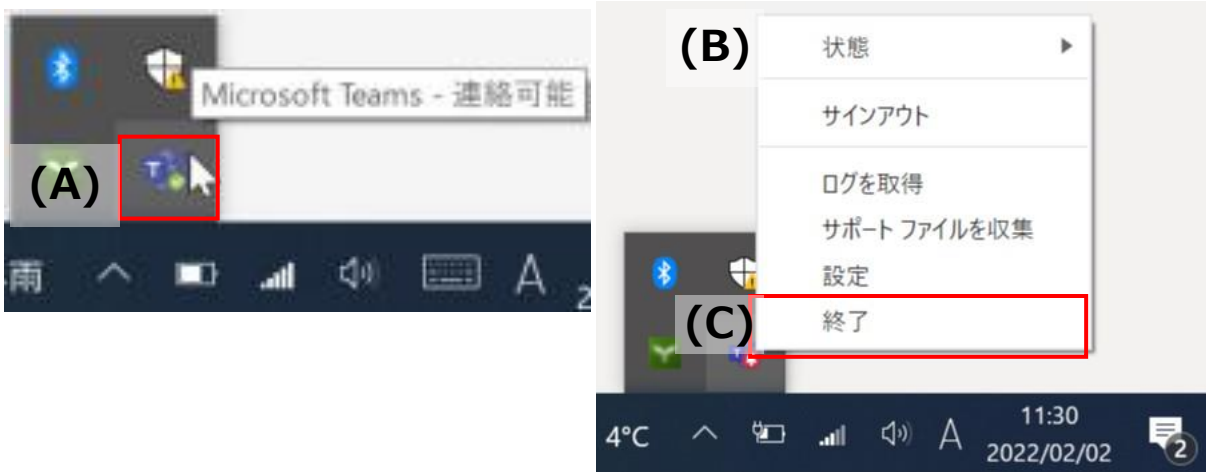 Microsoft Teams - 連絡可能
(A)
雨 A 2
(B)
状態
サインアウト
ログを取得
サポート ファイルを収集
設定
(C)
終了
4°C A 11:30
2022/02/02
2